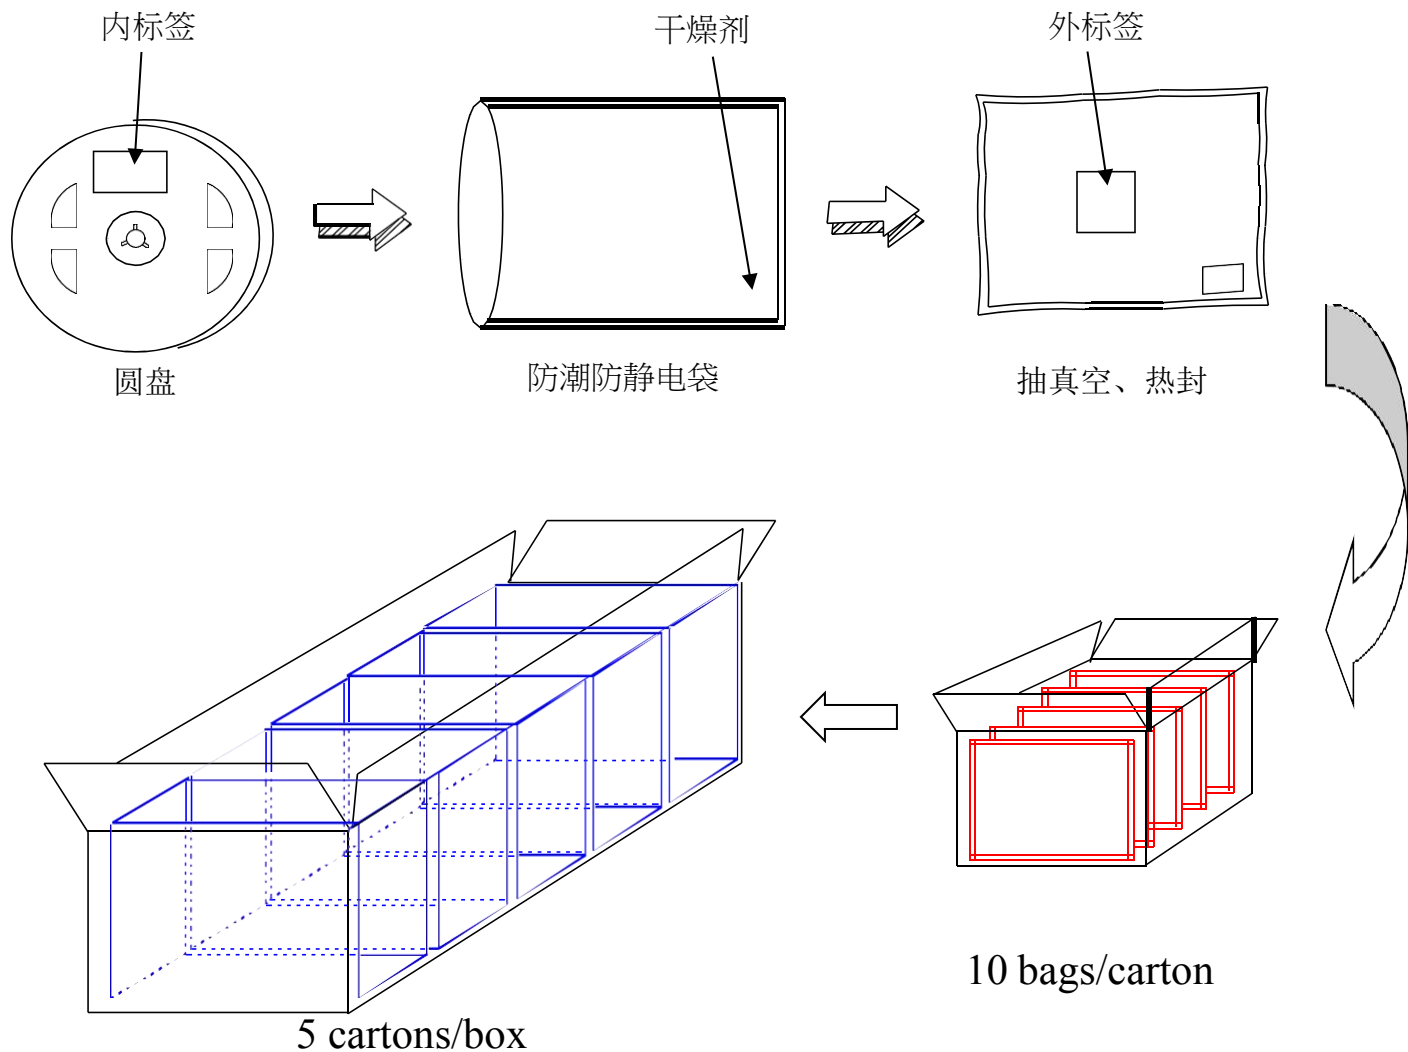 内标签
干燥剂
外标签
圆盘
防潮防静电袋
抽真空、热封
10 bags/carton
5 cartons/box